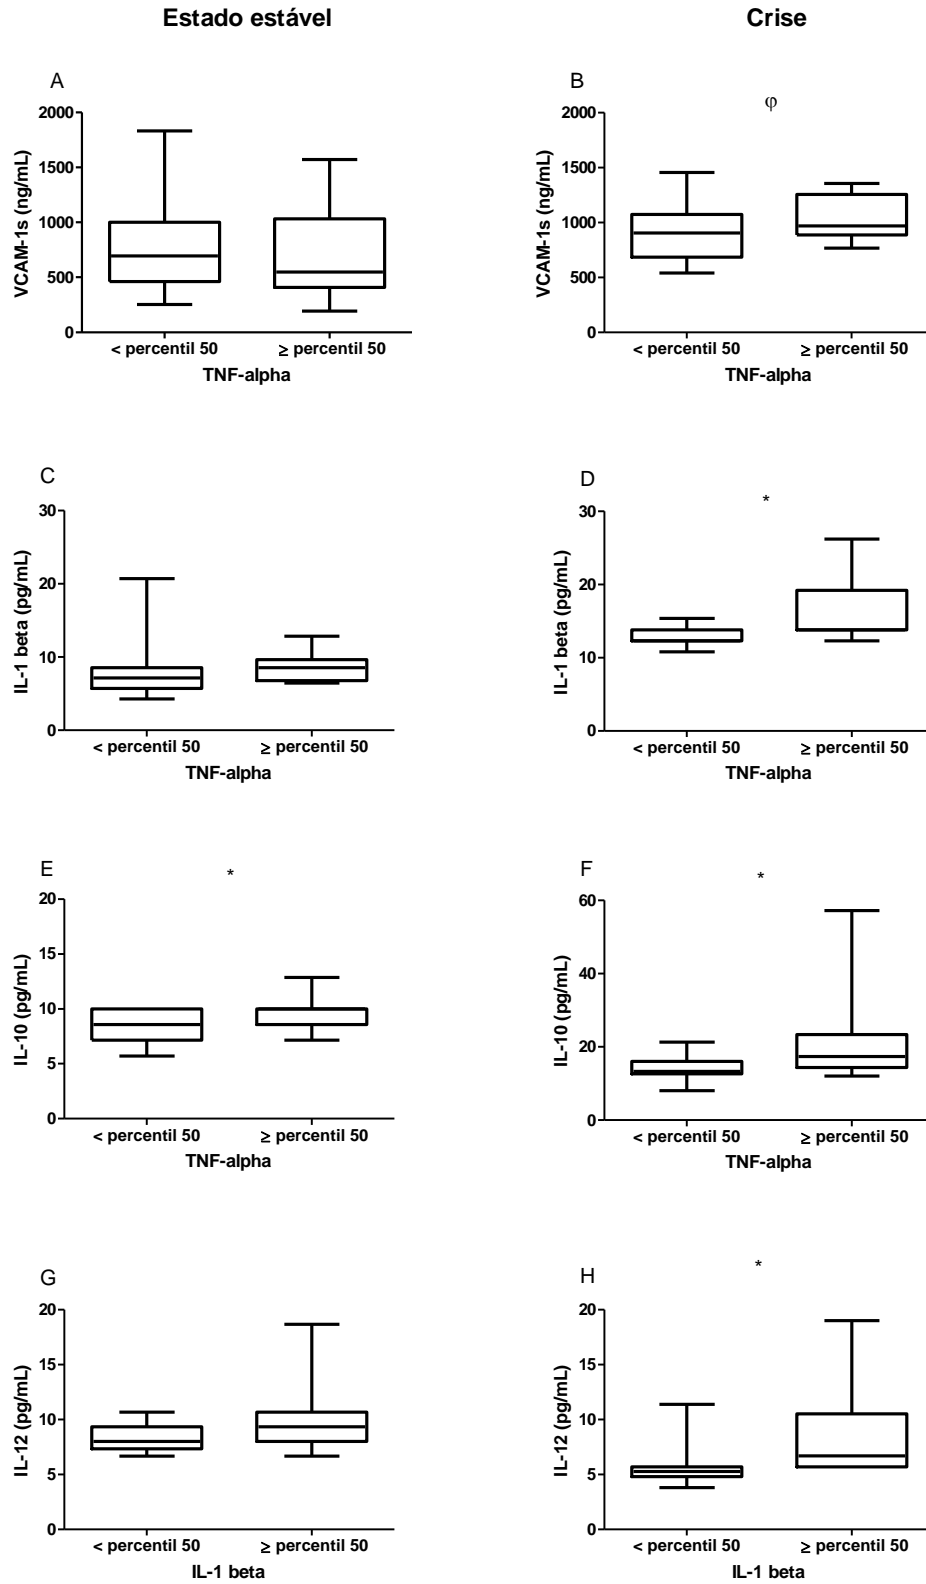 Estado estável
Crise
A
VCAM-1s (ng/mL)
2000
1500
1000
500
0
< percentil 50
≥ percentil 50
TNF-alpha
B
φ
VCAM-1s (ng/mL)
2000
1500
1000
500
0
< percentil 50
≥ percentil 50
TNF-alpha
C
IL-1 beta (pg/mL)
30
20
10
0
< percentil 50
≥ percentil 50
TNF-alpha
D
*
IL-1 beta (pg/mL)
30
20
10
0
< percentil 50
≥ percentil 50
TNF-alpha
E
*
IL-10 (pg/mL)
20
15
10
5
0
< percentil 50
≥ percentil 50
TNF-alpha
F
*
IL-10 (pg/mL)
60
40
20
0
< percentil 50
≥ percentil 50
TNF-alpha
G
IL-12 (pg/mL)
20
15
10
5
0
< percentil 50
≥ percentil 50
IL-1 beta
H
*
IL-12 (pg/mL)
20
15
10
5
0
< percentil 50
≥ percentil 50
IL-1 beta